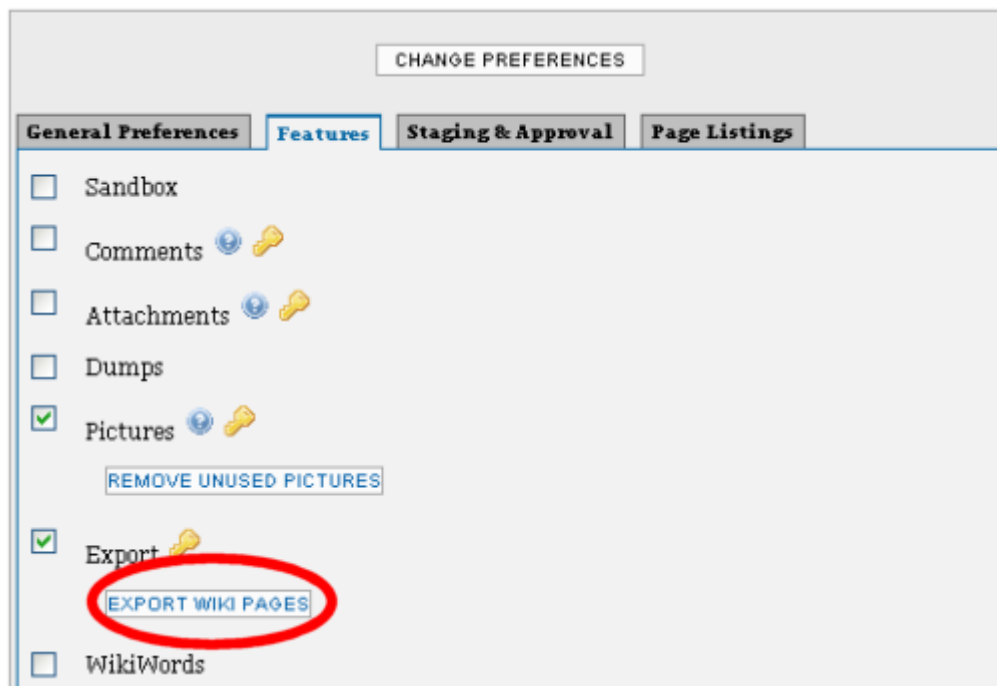 CHANGE PREFERENCES
General Preferences Features Staging & Approval Page Listings
Sandbox
Comments
Attachments
Dumps
Pictures
REMOVE UNUSED PICTURES
Export
EXPORT WIKI PAGES
WikiWords